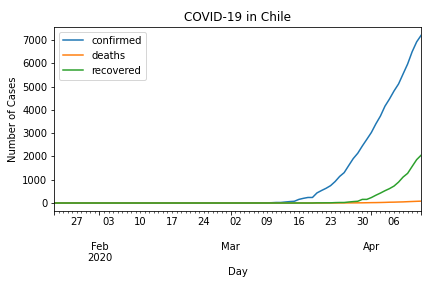 COVID-19 in Chile
confirmed
deaths
recovered
Number of Cases
7000
6000
5000
4000
3000
2000
1000
0
27 03 10 17 24 02 09 16 23 30 06
Feb Mar Apr
2020
Day